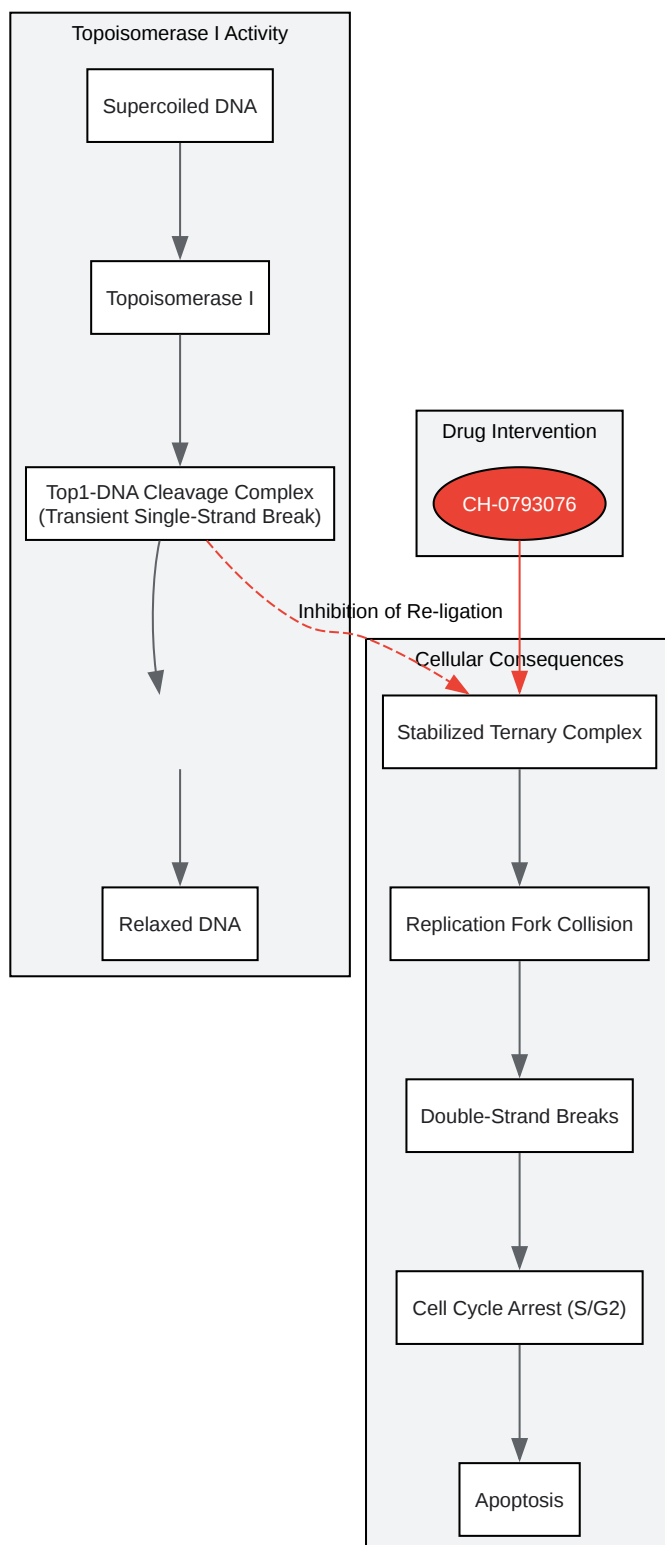 Topoisomerase I Activity
Supercoiled DNA
Topoisomerase I
Top1-DNA Cleavage Complex
(Transient Single-Strand Break)
Drug Intervention
CH-0793076
Inhibition of Re-ligation
Cellular Consequences
Stabilized Ternary Complex
Relaxed DNA
Replication Fork Collision
Double-Strand Breaks
Cell Cycle Arrest (S/G2)
Apoptosis